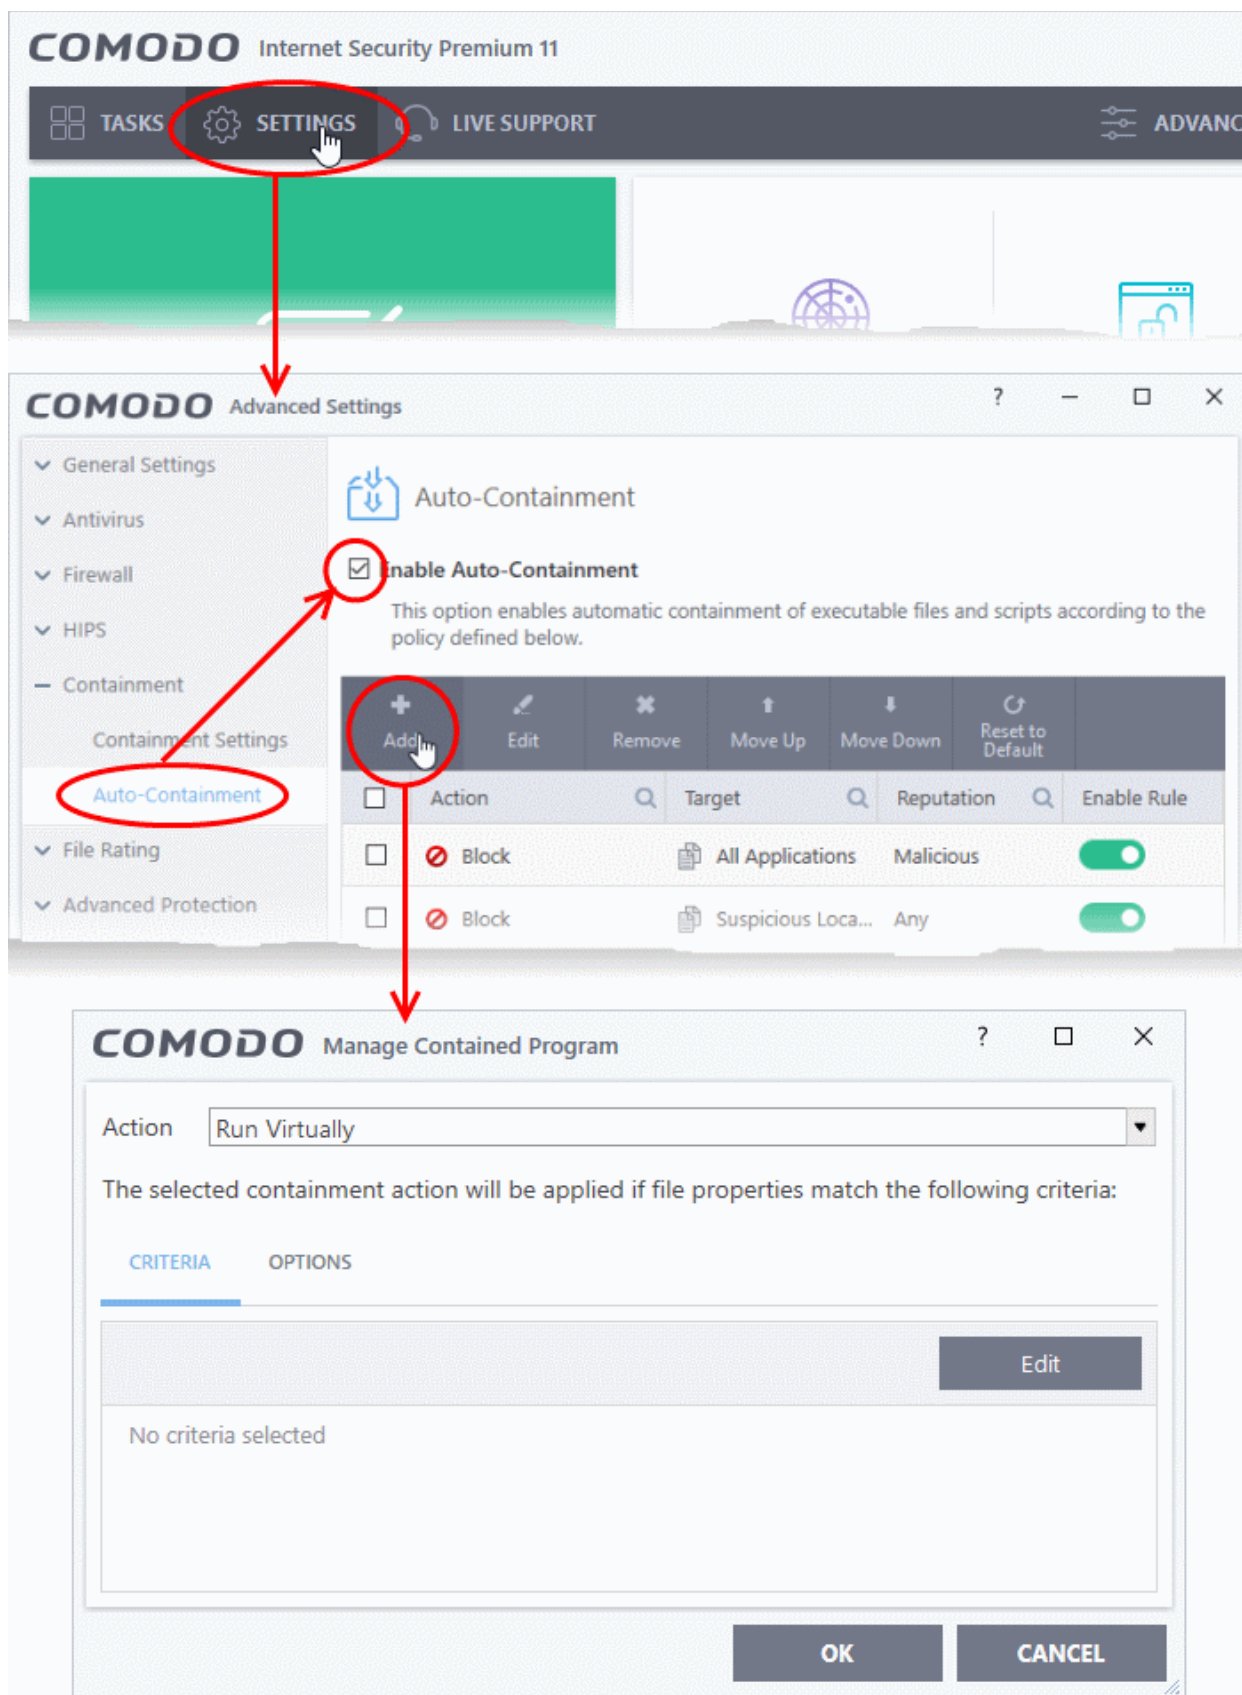 COMODO Internet Security Premium 11
TASKS SETTINGS LIVE SUPPORT ADVANC
COMODO Advanced Settings ?
General Settings
Antivirus
Firewall
HIPS
Containment
Containment Settings
Auto-Containment
File Rating
Advanced Protection
Auto-Containment
Enable Auto-Containment
This option enables automatic containment of executable files and scripts according to the
policy defined below.
Add Edit Remove Move Up Move Down Reset to
Default
Action Target Reputation Enable Rule
Block All Applications Malicious
Block Suspicious Loca... Any
COMODO Manage Contained Program ?
Action Run Virtually
The selected containment action will be applied if file properties match the following criteria:
CRITERIA OPTIONS
Edit
No criteria selected
OK CANCEL